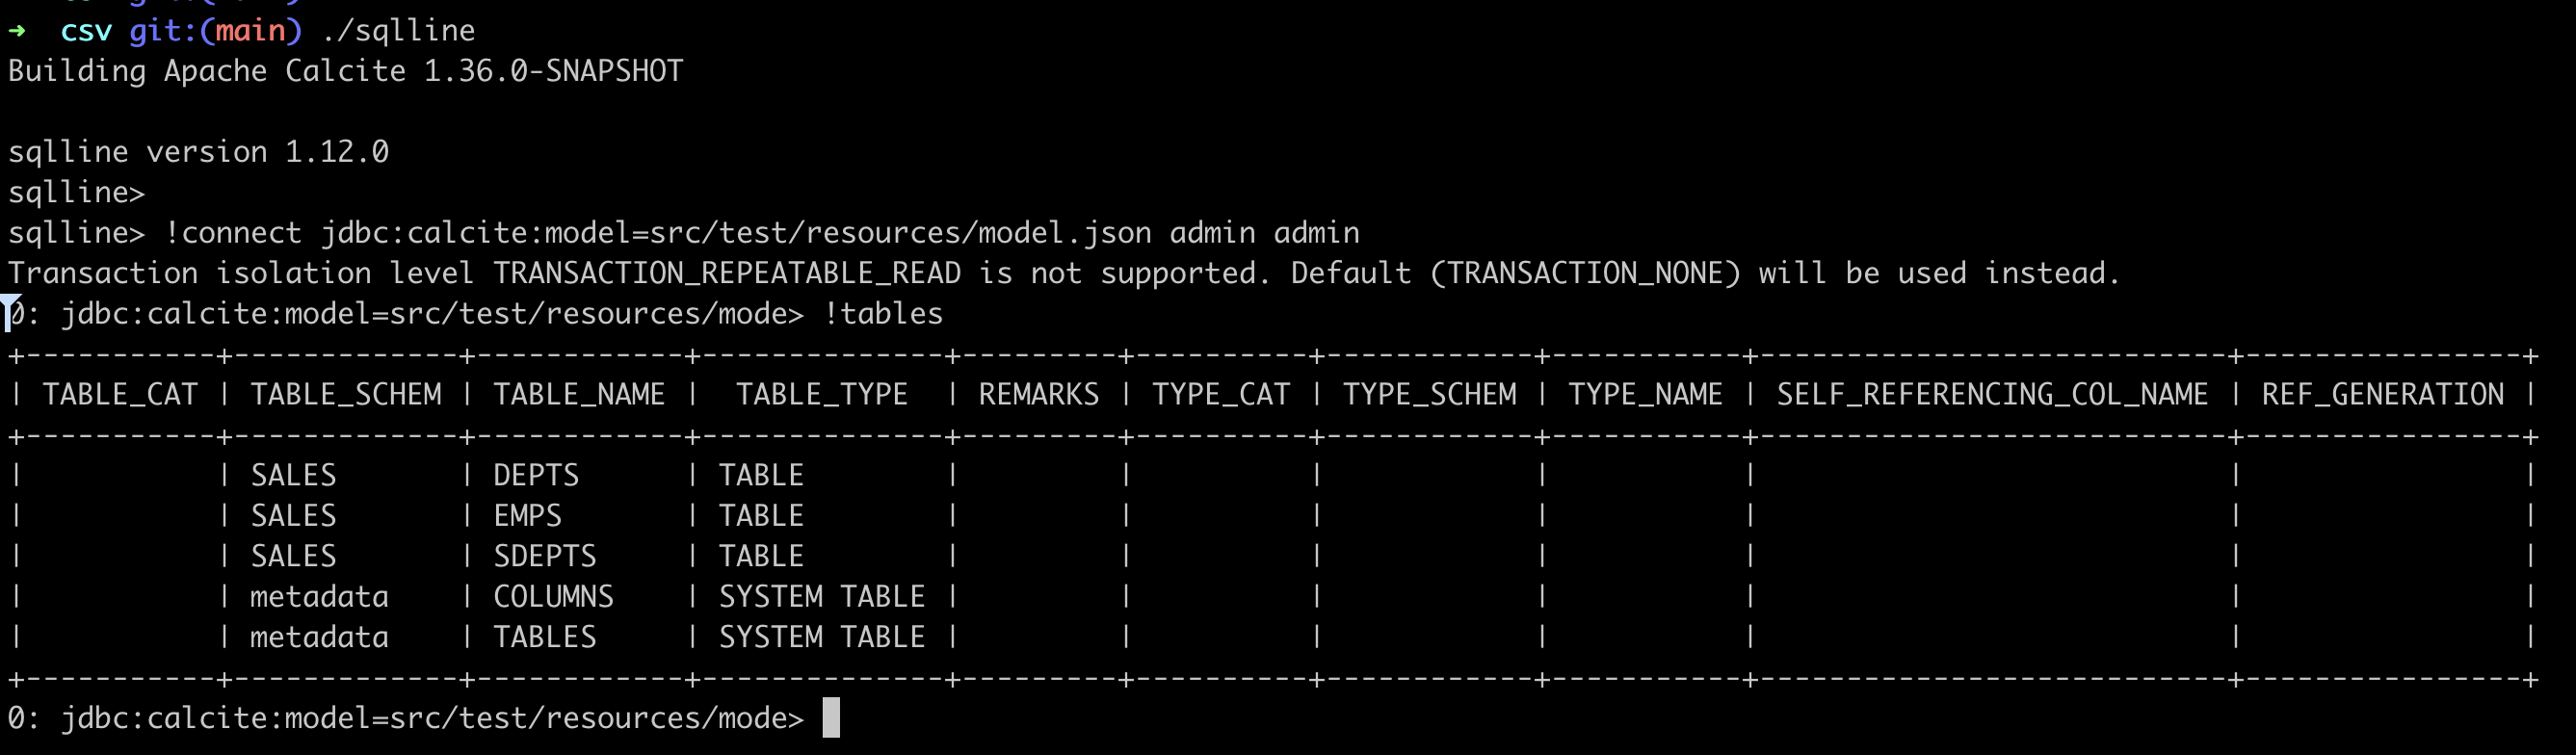 csv git:(main)
➜  csv git:(main) ./sqlline
Building Apache Calcite 1.36.0-SNAPSHOT
sqlline version 1.12.0
sqlline>
sqlline> !connect jdbc:calcite:model=src/test/resources/model.json admin admin
Transaction isolation level TRANSACTION_REPEATABLE_READ is not supported. Default (TRANSACTION_NONE) will be used instead.
0: jdbc:calcite:model=src/test/resources/mode> !tables
+-----------+-------------+------------+--------------+---------+----------+------------+-----------+---------------------------+----------------+
| TABLE_CAT | TABLE_SCHEM | TABLE_NAME |  TABLE_TYPE  | REMARKS | TYPE_CAT | TYPE_SCHEM | TYPE_NAME | SELF_REFERENCING_COL_NAME | REF_GENERATION |
+-----------+-------------+------------+--------------+---------+----------+------------+-----------+---------------------------+----------------+
|           | SALES       | DEPTS      | TABLE        |         |          |            |           |                           |                |
|           | SALES       | EMPS       | TABLE        |         |          |            |           |                           |                |
|           | SALES       | SDEPTS     | TABLE        |         |          |            |           |                           |                |
|           | metadata    | COLUMNS    | SYSTEM TABLE |         |          |            |           |                           |                |
|           | metadata    | TABLES     | SYSTEM TABLE |         |          |            |           |                           |                |
+-----------+-------------+------------+--------------+---------+----------+------------+-----------+---------------------------+----------------+
0: jdbc:calcite:model=src/test/resources/mode>